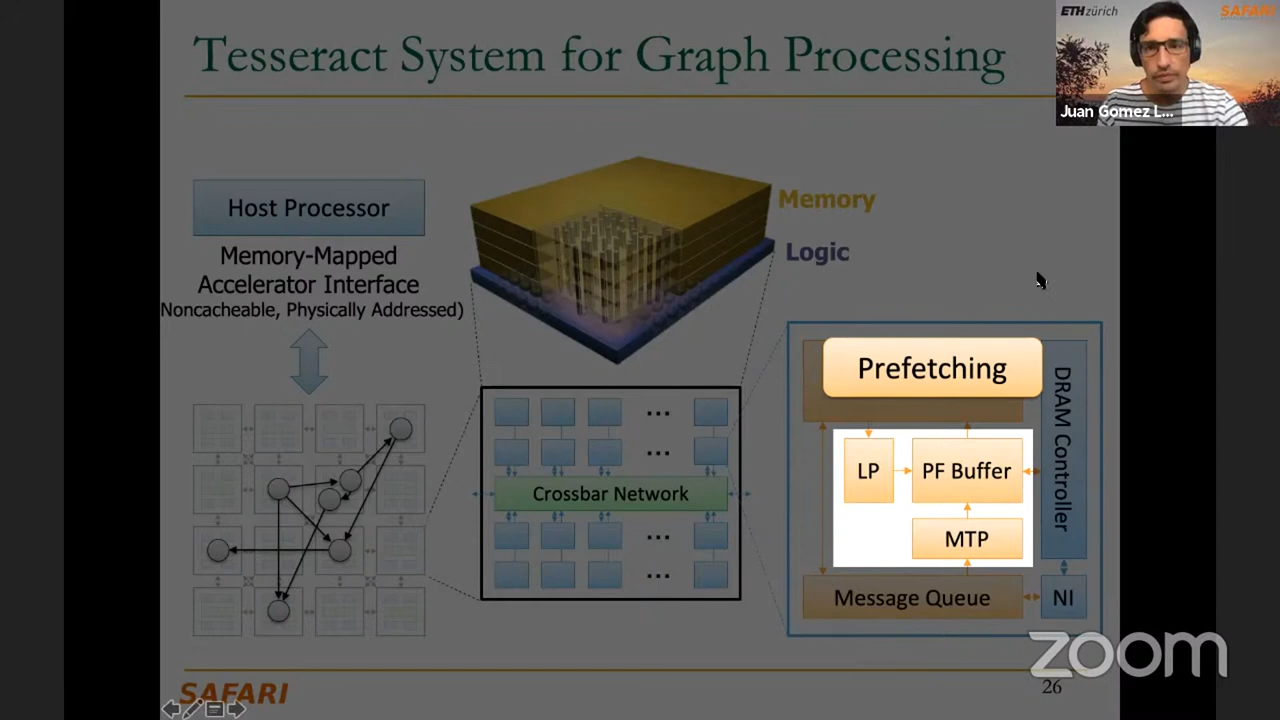 Tesseract System for Graph Processing
ETH zürich
SAFARI
Juan Gomez L...
Host Processor
Memory-Mapped
Accelerator Interface
Noncacheable, Physically Addressed)
Memory
Logic
...
...
Crossbar Network
...
...
Prefetching
LP
PF Buffer
MTP
Message Queue
DRAM Controller
NI
zoom
SAFARI
26